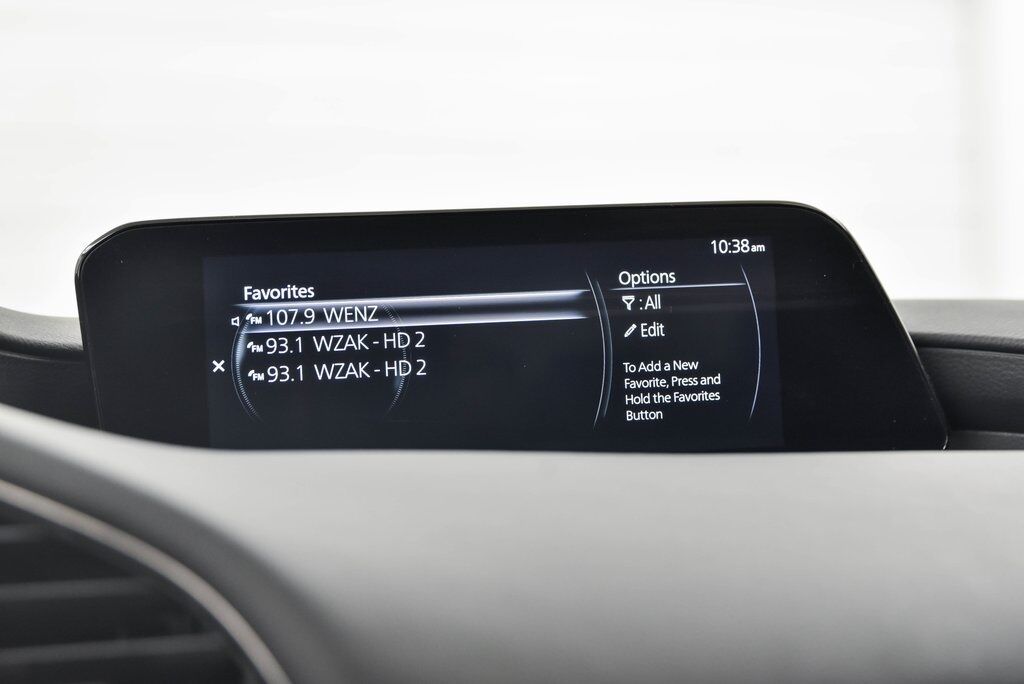 10:38am
Favorites
FM 107.9 WENZ
FM 93.1 WZAK - HD 2
FM 93.1 WZAK - HD 2
Options
: All
Edit
To Add a New
Favorite, Press and
Hold the Favorites
Button